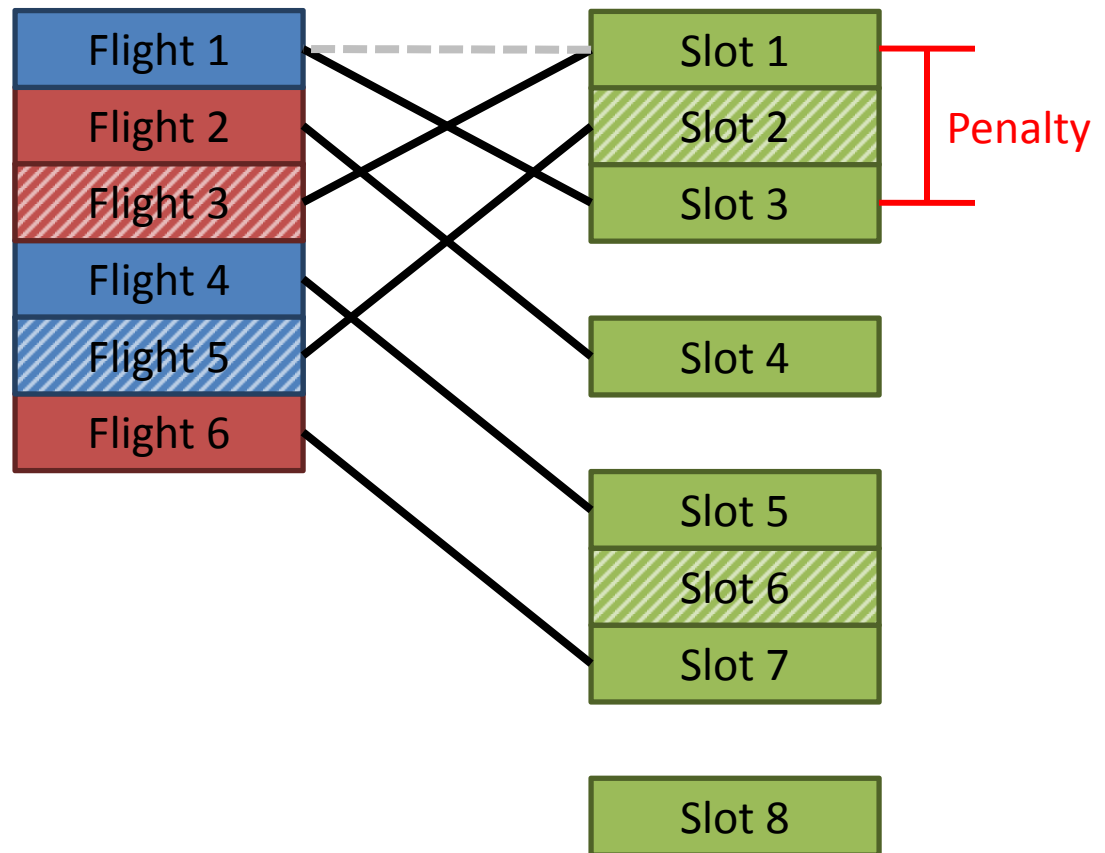 Flight 1
Flight 2
Flight 3
Flight 4
Flight 5
Flight 6
Slot 1
Slot 2
Slot 3
Slot 4
Slot 5
Slot 6
Slot 7
Slot 8
Penalty